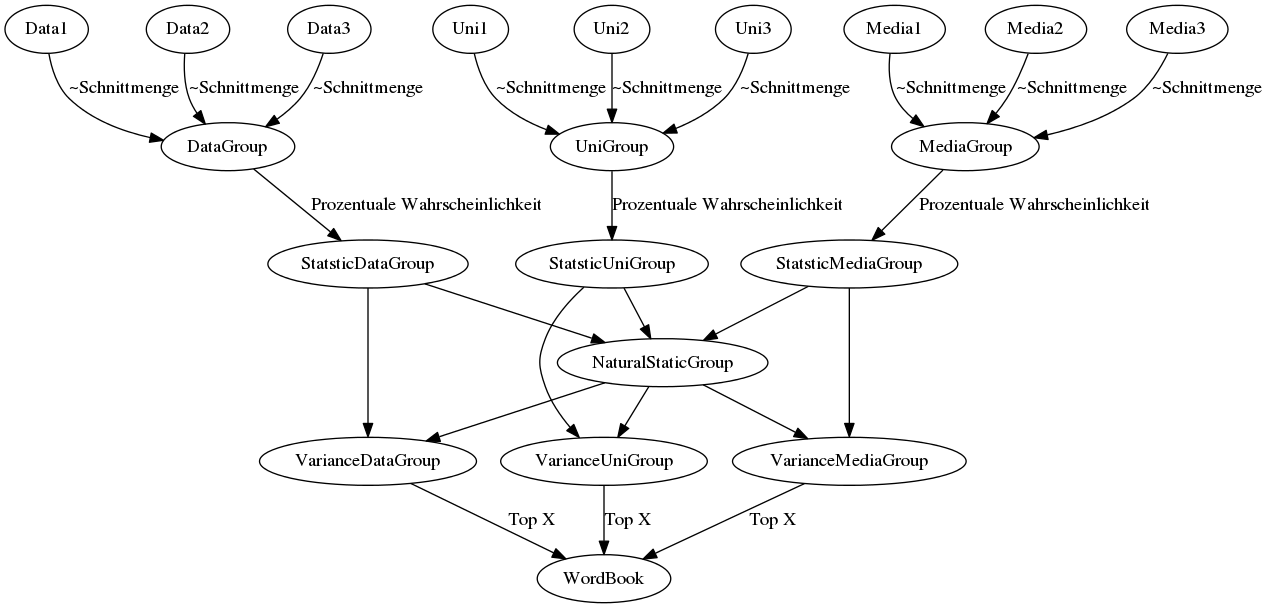 Data1
Data2
Data3
Uni1
Uni2
Uni3
Media1
Media2
Media3
~Schnittmenge
~Schnittmenge
~Schnittmenge
~Schnittmenge
~Schnittmenge
~Schnittmenge
~Schnittmenge
~Schnittmenge
~Schnittmenge
DataGroup
UniGroup
MediaGroup
Prozentuale Wahrscheinlichkeit
Prozentuale Wahrscheinlichkeit
Prozentuale Wahrscheinlichkeit
StatsticDataGroup
StatsticUniGroup
StatsticMediaGroup
NaturalStaticGroup
VarianceDataGroup
VarianceUniGroup
VarianceMediaGroup
Top X
Top X
Top X
WordBook